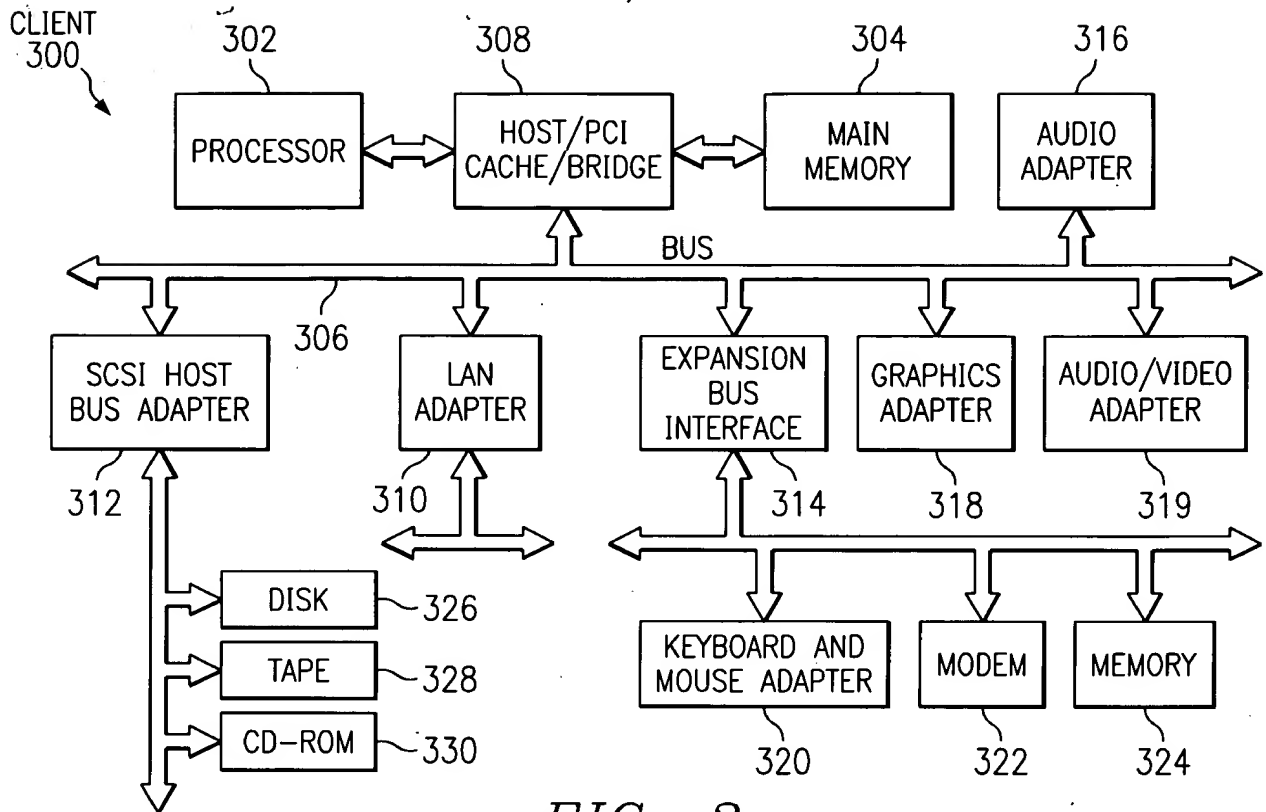 CLIENT
300
302
308
304
316
PROCESSOR
HOST/PCI
CACHE/BRIDGE
MAIN
MEMORY
AUDIO
ADAPTER
BUS
306
SCSI HOST
BUS ADAPTER
LAN
ADAPTER
EXPANSION
BUS
INTERFACE
GRAPHICS
ADAPTER
AUDIO/VIDEO
ADAPTER
312
310
314
318
319
DISK
326
TAPE
328
CD-ROM
330
KEYBOARD AND
MOUSE ADAPTER
MODEM
MEMORY
320
322
324